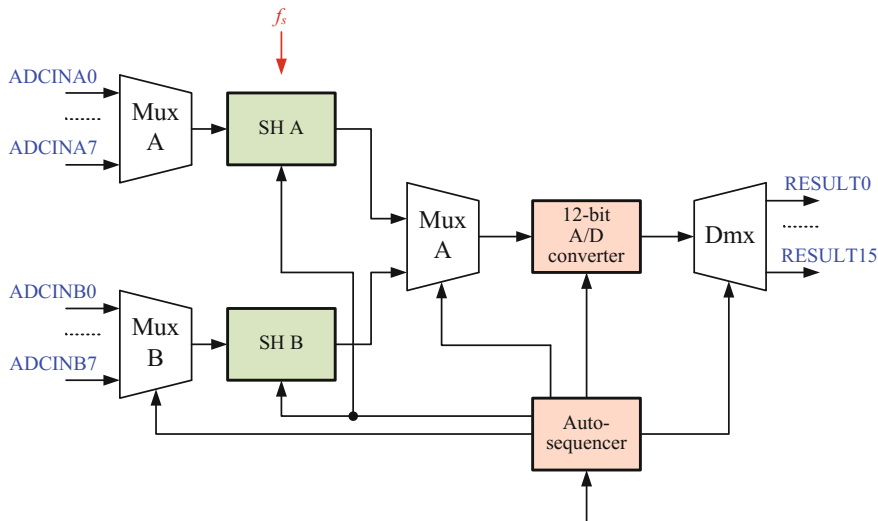 fs
ADCINA0
........
ADCINA7
Mux
A
SH A
Mux
A
12-bit
A/D
converter
Dmx
RESULT0
........
RESULT15
ADCINB0
........
ADCINB7
Mux
B
SH B
Auto-
sequencer